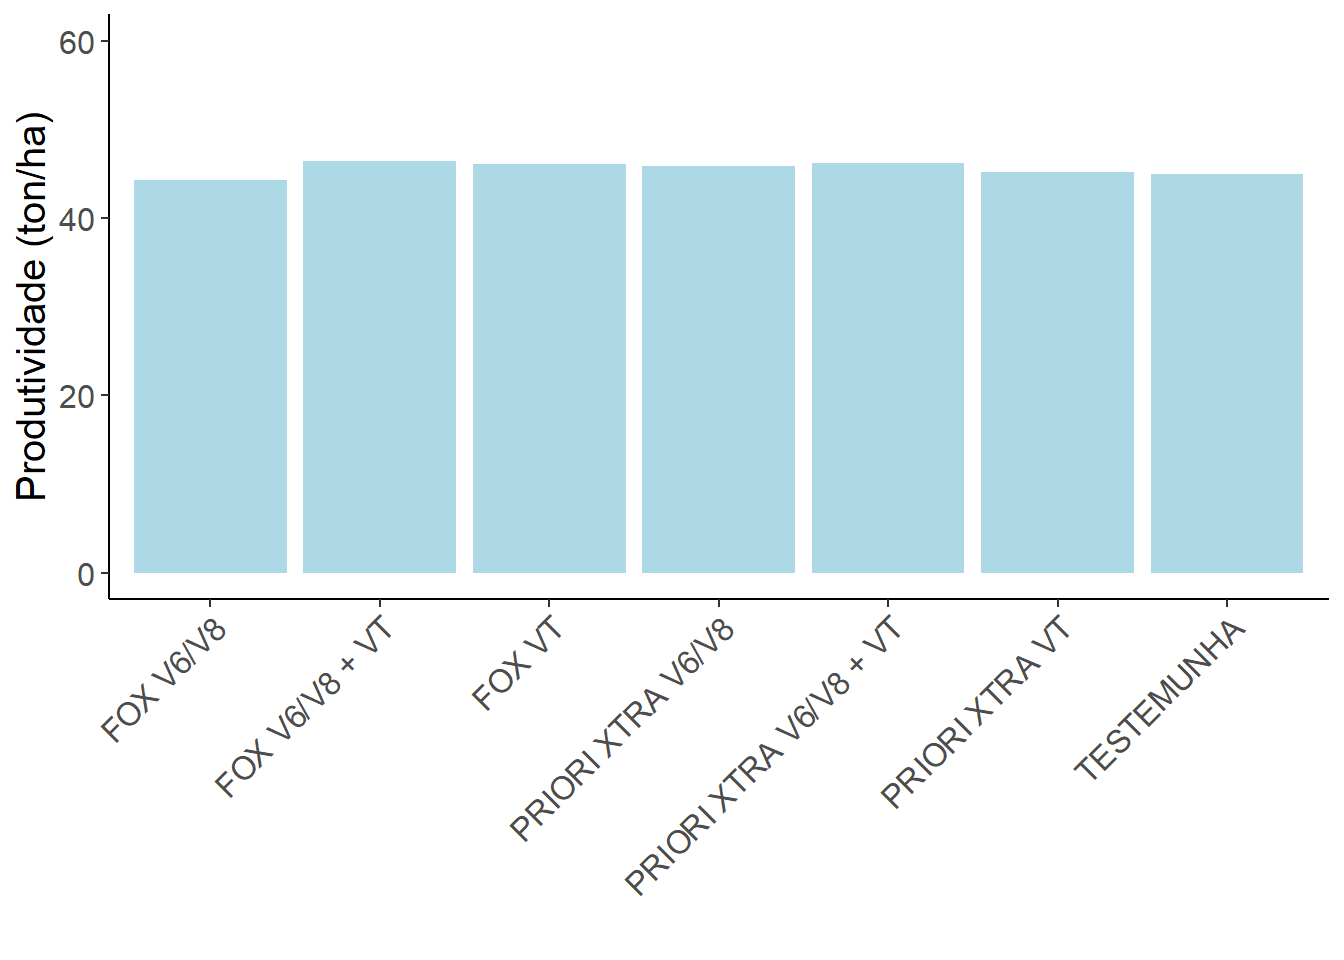 Produtividade (ton/ha)
60
40
20
0
FOX V6/V8
FOX V6/V8 + VT
FOX VT
PRIORI XTRA V6/V8
PRIORI XTRA V6/V8 + VT
PRIORI XTRA VT
TESTEMUNHA